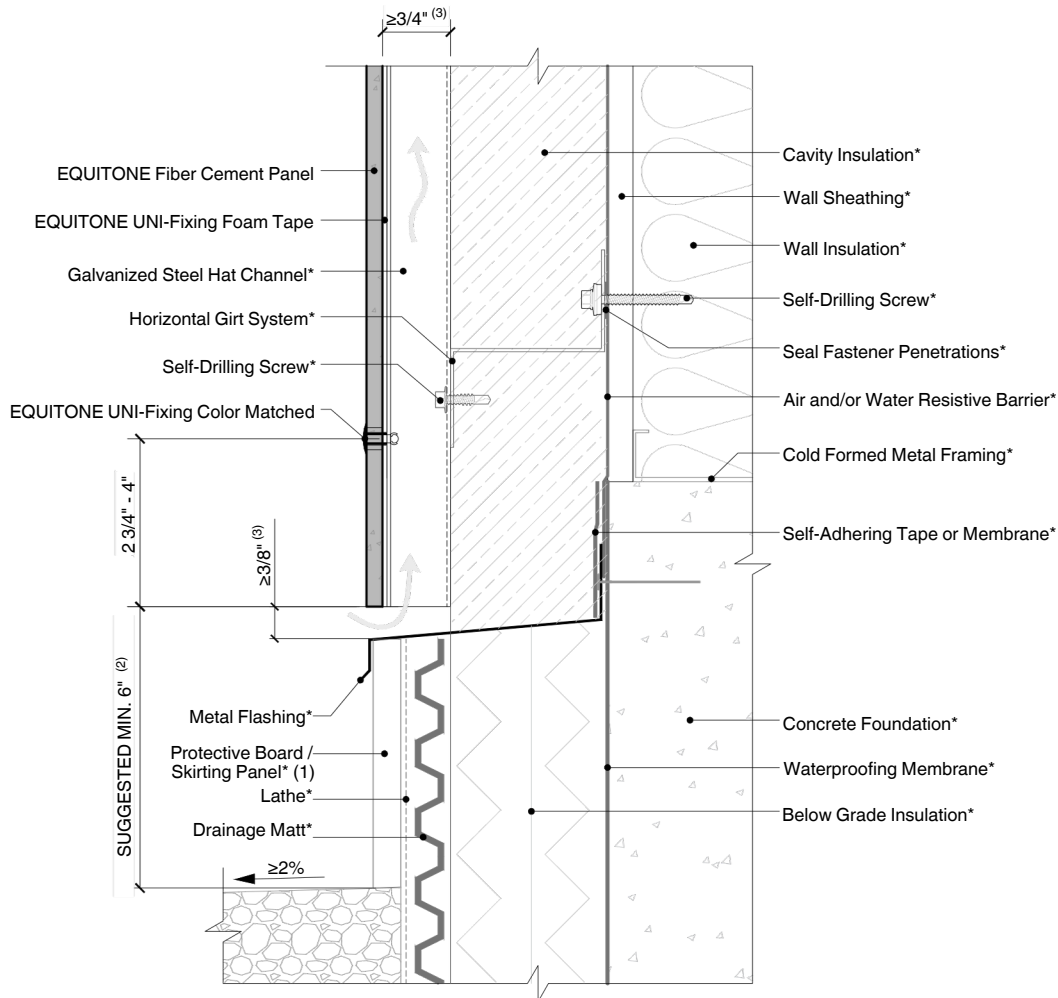 ≥3/4" (3)
EQUITONE Fiber Cement Panel
EQUITONE UNI-Fixing Foam Tape
Galvanized Steel Hat Channel*
Horizontal Girt System*
Self-Drilling Screw*
EQUITONE UNI-Fixing Color Matched
2 3/4" - 4"
≥3/8" (3)
SUGGESTED MIN. 6" (2)
Metal Flashing*
Protective Board /
Skirting Panel* (1)
Lathe*
Drainage Matt*
≥2%
Cavity Insulation*
Wall Sheathing*
Wall Insulation*
Self-Drilling Screw*
Seal Fastener Penetrations*
Air and/or Water Resistive Barrier*
Cold Formed Metal Framing*
Self-Adhering Tape or Membrane*
Concrete Foundation*
Waterproofing Membrane*
Below Grade Insulation*